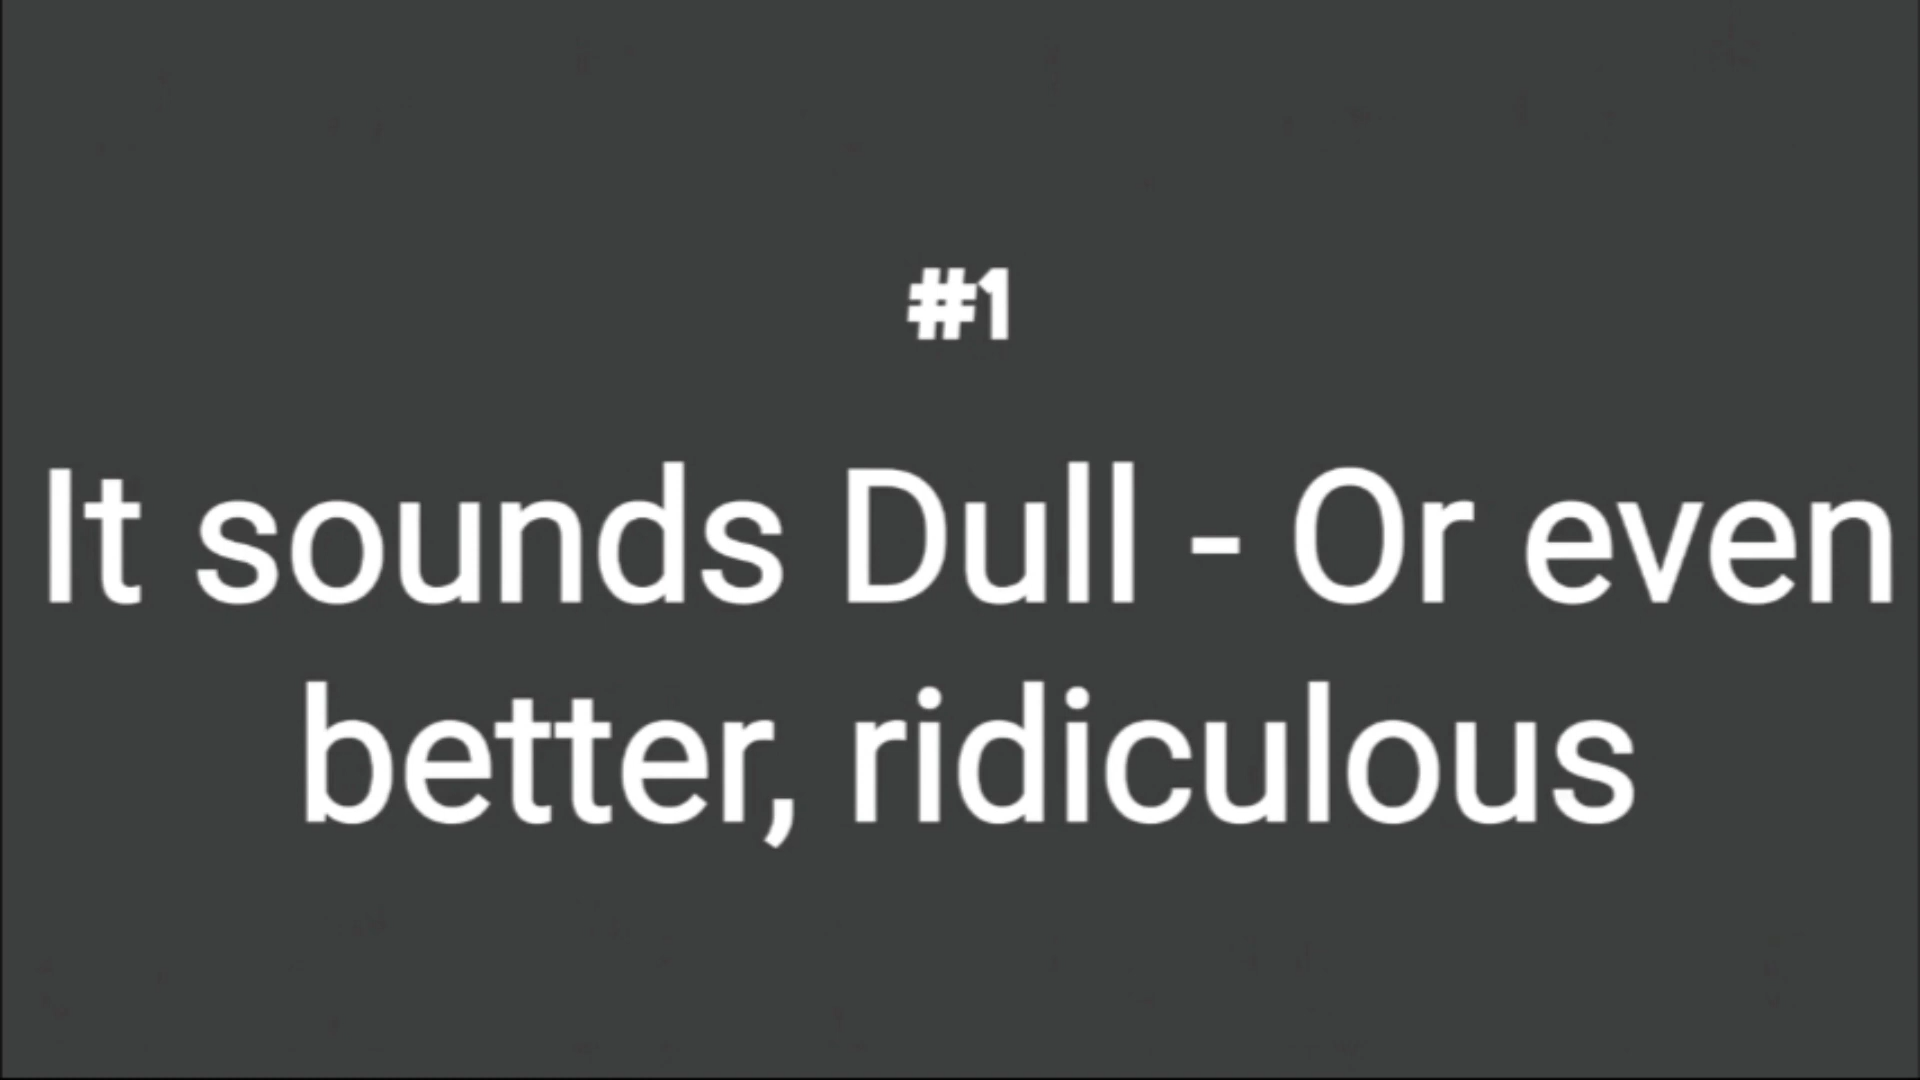 #1
It sounds Dull - Or even
better, ridiculous